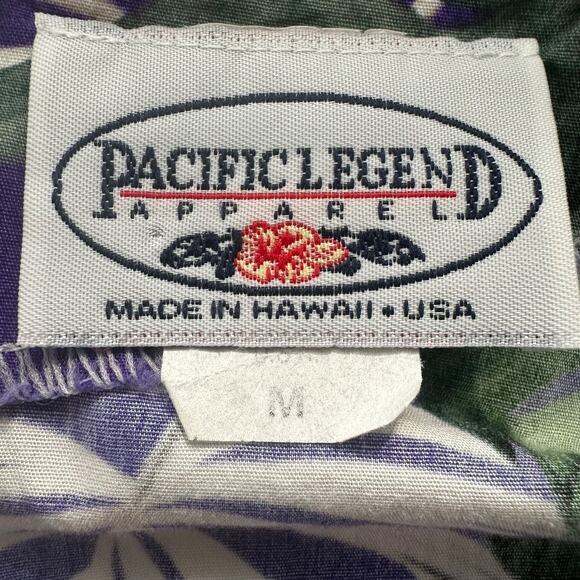 PACIFIC LEGEND
APPAREL
MADE IN HAWAII • USA
M